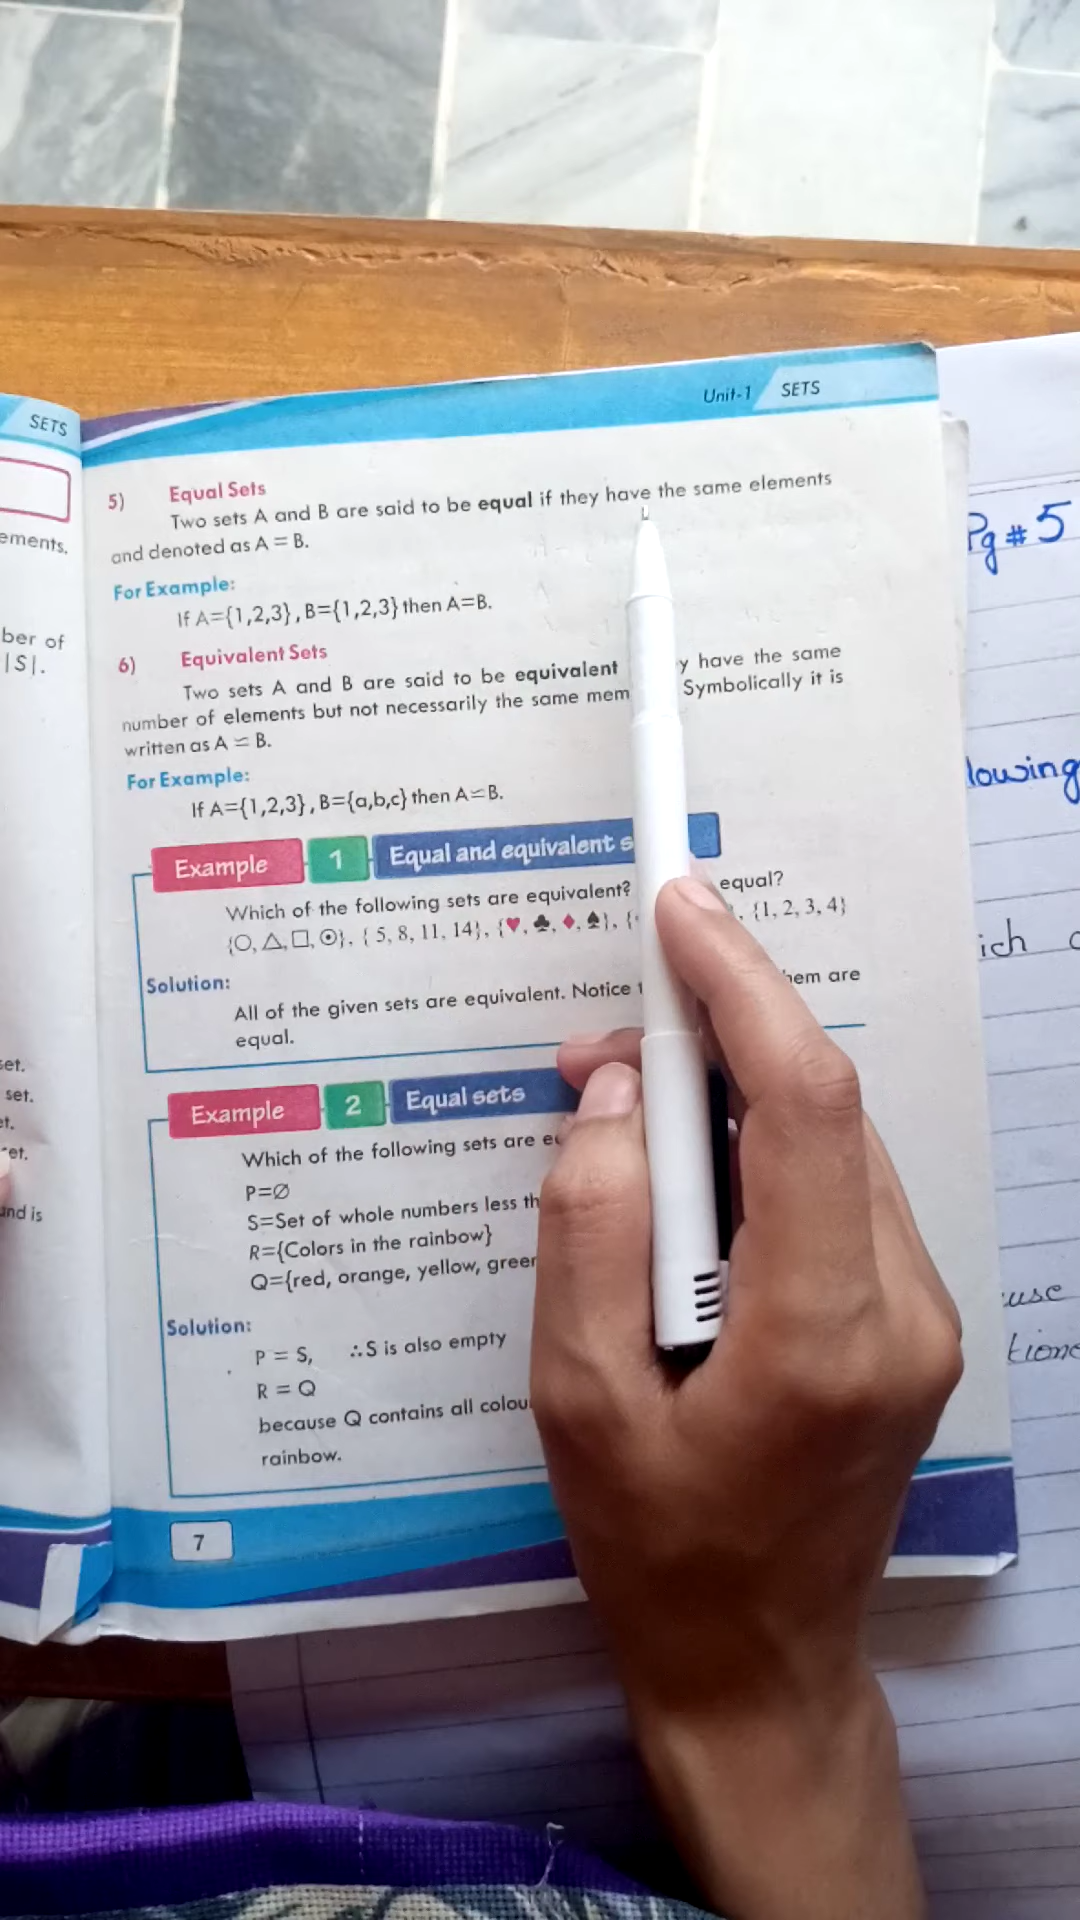 SETS
ements.
ber of
|S|.
set.
set.
et.
et.
and is
Unit-1 SETS
5) Equal Sets
Two sets A and B are said to be equal if they have the same elements
and denoted as A = B.
For Example:
If A={1,2,3} , B={1,2,3} then A=B.
6) Equivalent Sets
Two sets A and B are said to be equivalent y have the same
number of elements but not necessarily the same mem Symbolically it is
written as A ≃ B.
For Example:
If A={1,2,3} , B={a,b,c} then A≃B.
Example 1 Equal and equivalent s
Which of the following sets are equivalent? equal?
{○, △, □, ⊙}, { 5, 8, 11, 14}, {♥, ♣, ♦, ♠}, { , {1, 2, 3, 4}
Solution:
All of the given sets are equivalent. Notice hem are
equal.
Example 2 Equal sets
Which of the following sets are e
P=∅
S=Set of whole numbers less th
R={Colors in the rainbow}
Q={red, orange, yellow, green
Solution:
P = S, ∴S is also empty
R = Q
because Q contains all colou
rainbow.
7
Pg # 5
lowing
ich
use
tion